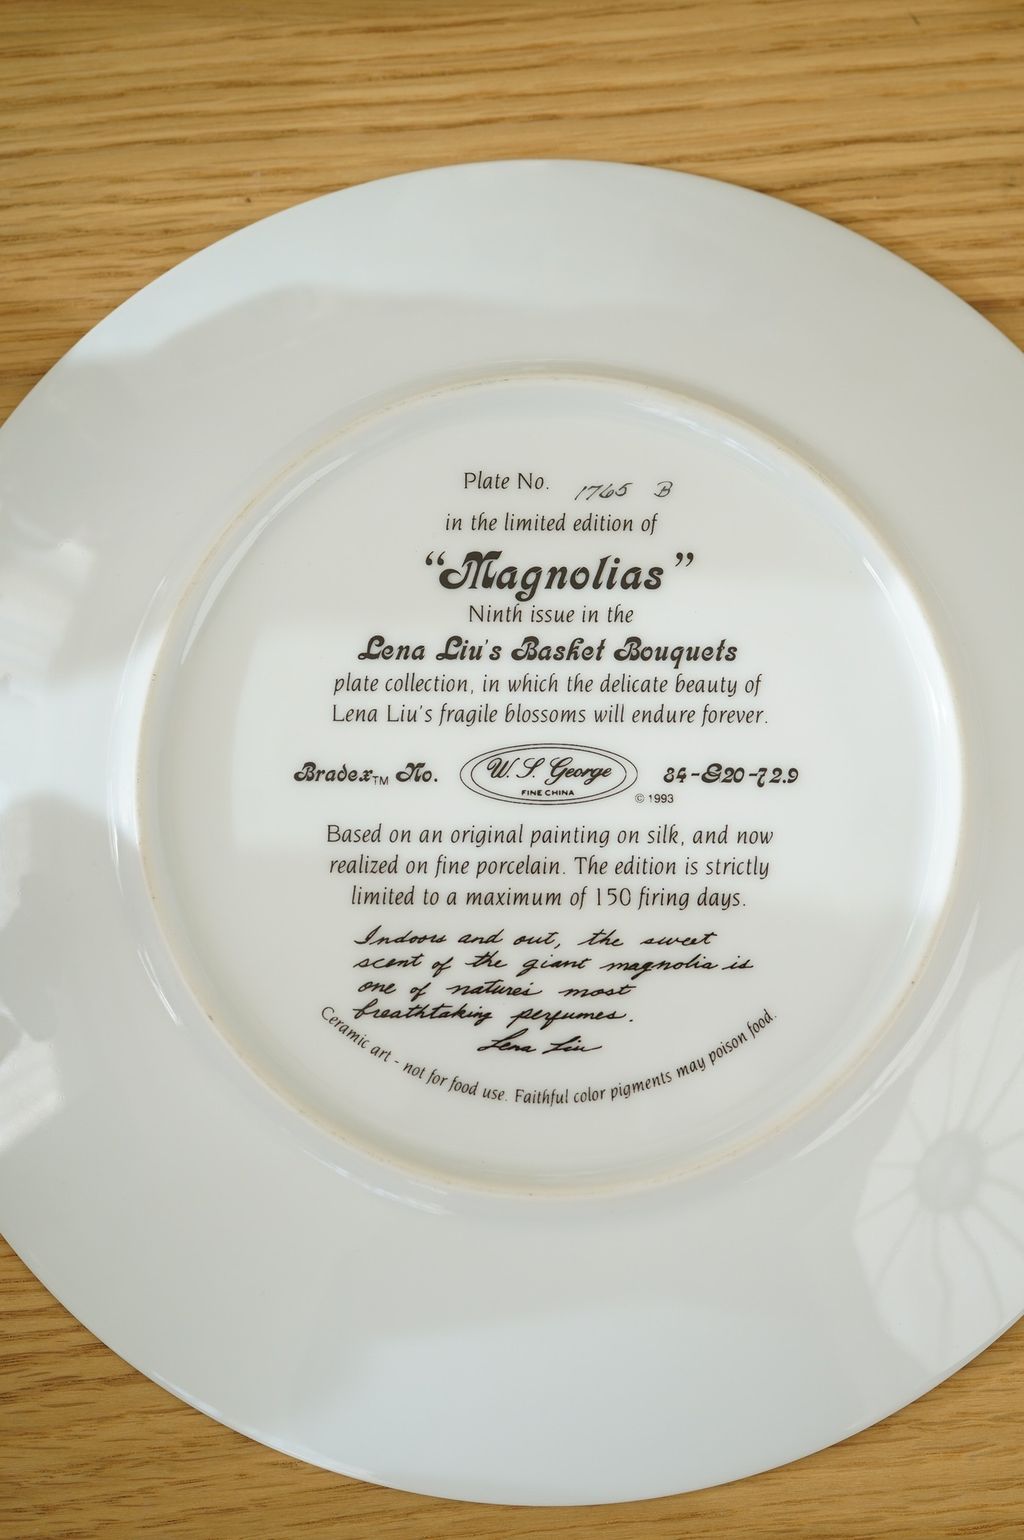 Plate No. 1765 B
in the limited edition of
“Magnolias”
Ninth issue in the
Lena Liu's Basket Bouquets
plate collection, in which the delicate beauty of
Lena Liu's fragile blossoms will endure forever.
Bradex™ No. W. S. George FINE CHINA © 1993 84-G20-72.9
Based on an original painting on silk, and now
realized on fine porcelain. The edition is strictly
limited to a maximum of 150 firing days.
Indoors and out, the sweet
scent of the giant magnolia is
one of nature's most
breathtaking perfumes.
Lena Liu
Ceramic art - not for food use. Faithful color pigments may poison food.